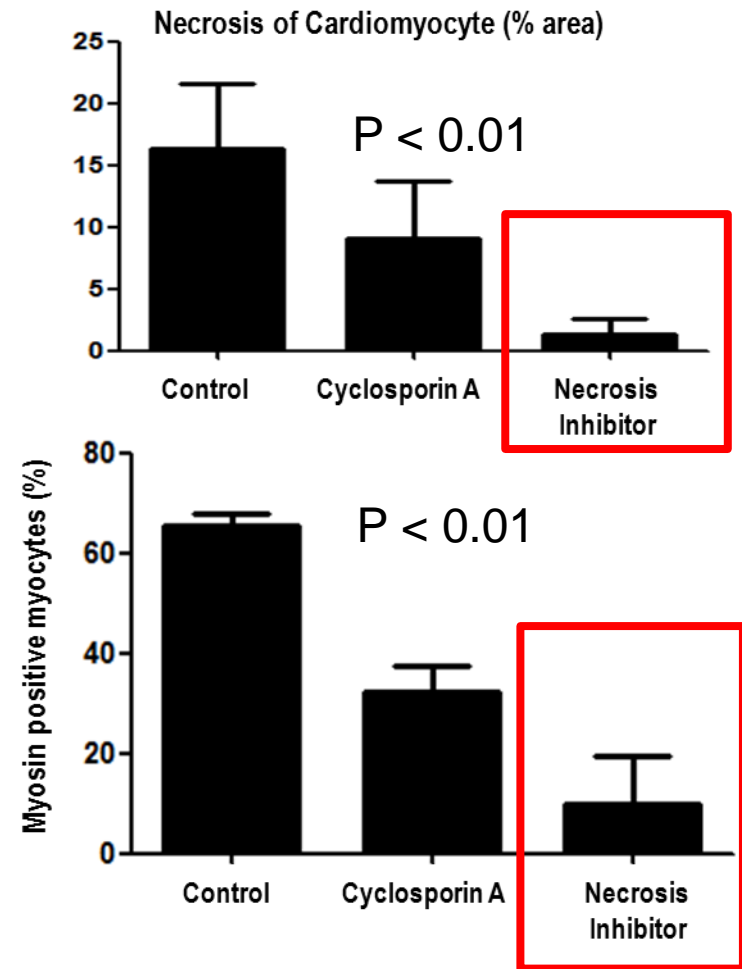 Necrosis of Cardiomyocyte (% area)
25
20
15
10
5
0
P < 0.01
Control
Cyclosporin A
Necrosis
Inhibitor
Myosin positive myocytes (%)
80
60
40
20
0
P < 0.01
Control
Cyclosporin A
Necrosis
Inhibitor